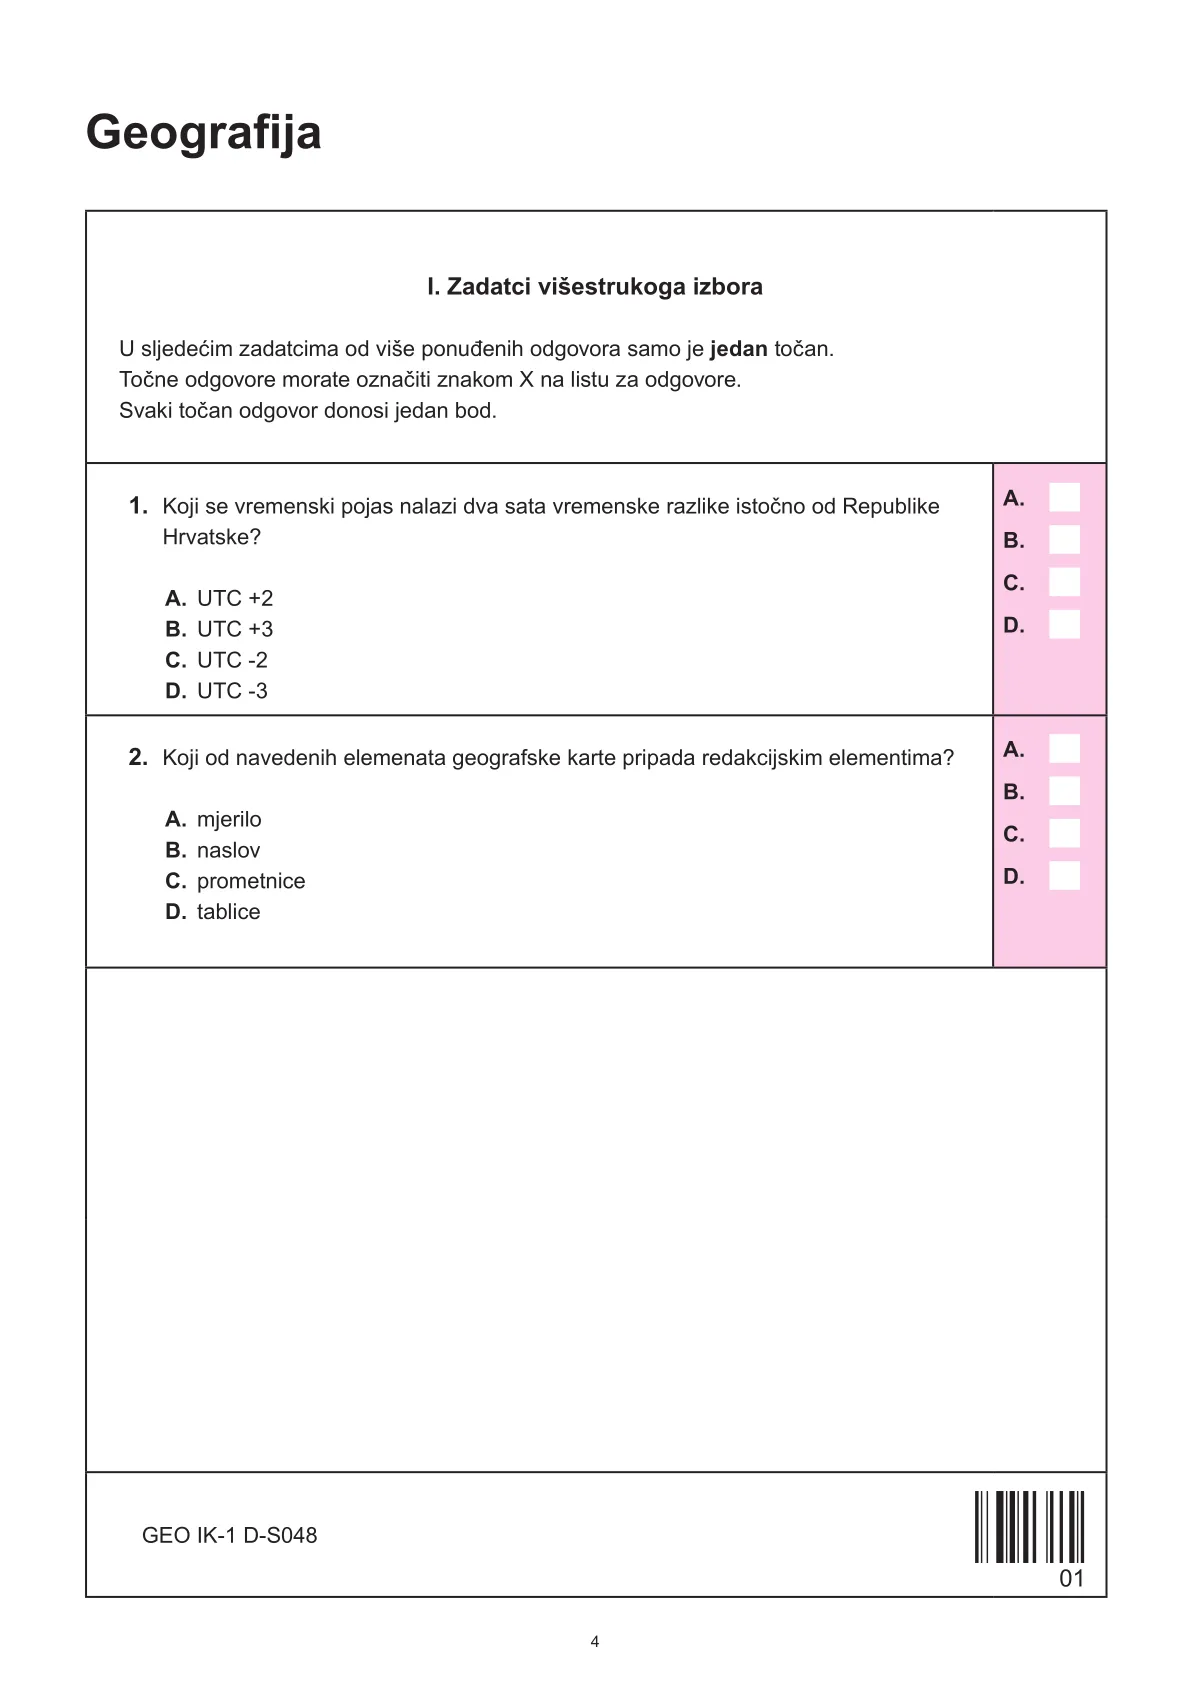 Geografija
I. Zadatci višestrukoga izbora
U sljedećim zadatcima od više ponuđenih odgovora samo je jedan točan.
Točne odgovore morate označiti znakom X na listu za odgovore.
Svaki točan odgovor donosi jedan bod.
1. Koji se vremenski pojas nalazi dva sata vremenske razlike istočno od Republike
Hrvatske?
A. UTC +2
B. UTC +3
C. UTC -2
D. UTC -3
A.
B.
C.
D.
2. Koji od navedenih elemenata geografske karte pripada redakcijskim elementima?
A. mjerilo
B. naslov
C. prometnice
D. tablice
A.
B.
C.
D.
GEO IK-1 D-S048
01
4